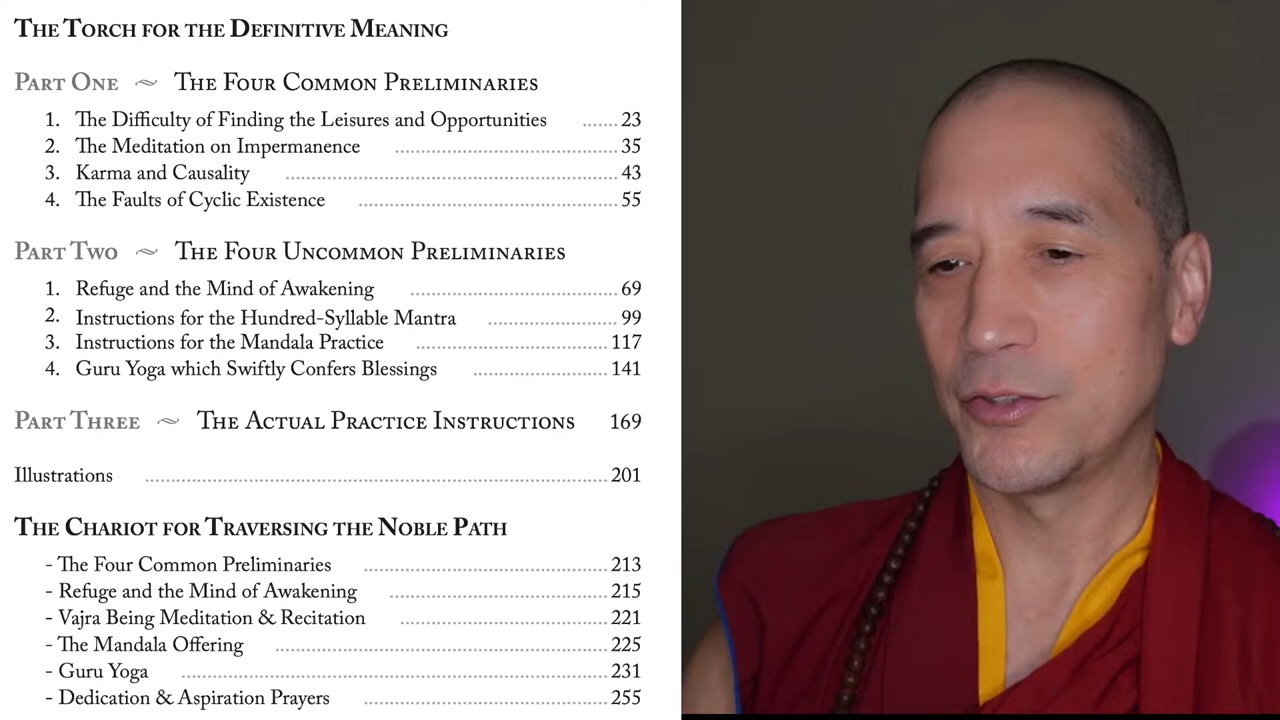 The Torch for the Definitive Meaning
Part One ~ The Four Common Preliminaries
1. The Difficulty of Finding the Leisures and Opportunities ....... 23
2. The Meditation on Impermanence ....... 35
3. Karma and Causality ....... 43
4. The Faults of Cyclic Existence ....... 55
Part Two ~ The Four Uncommon Preliminaries
1. Refuge and the Mind of Awakening ....... 69
2. Instructions for the Hundred-Syllable Mantra ....... 99
3. Instructions for the Mandala Practice ....... 117
4. Guru Yoga which Swiftly Confers Blessings ....... 141
Part Three ~ The Actual Practice Instructions 169
Illustrations ....... 201
The Chariot for Traversing the Noble Path
- The Four Common Preliminaries ....... 213
- Refuge and the Mind of Awakening ....... 215
- Vajra Being Meditation & Recitation ....... 221
- The Mandala Offering ....... 225
- Guru Yoga ....... 231
- Dedication & Aspiration Prayers ....... 255